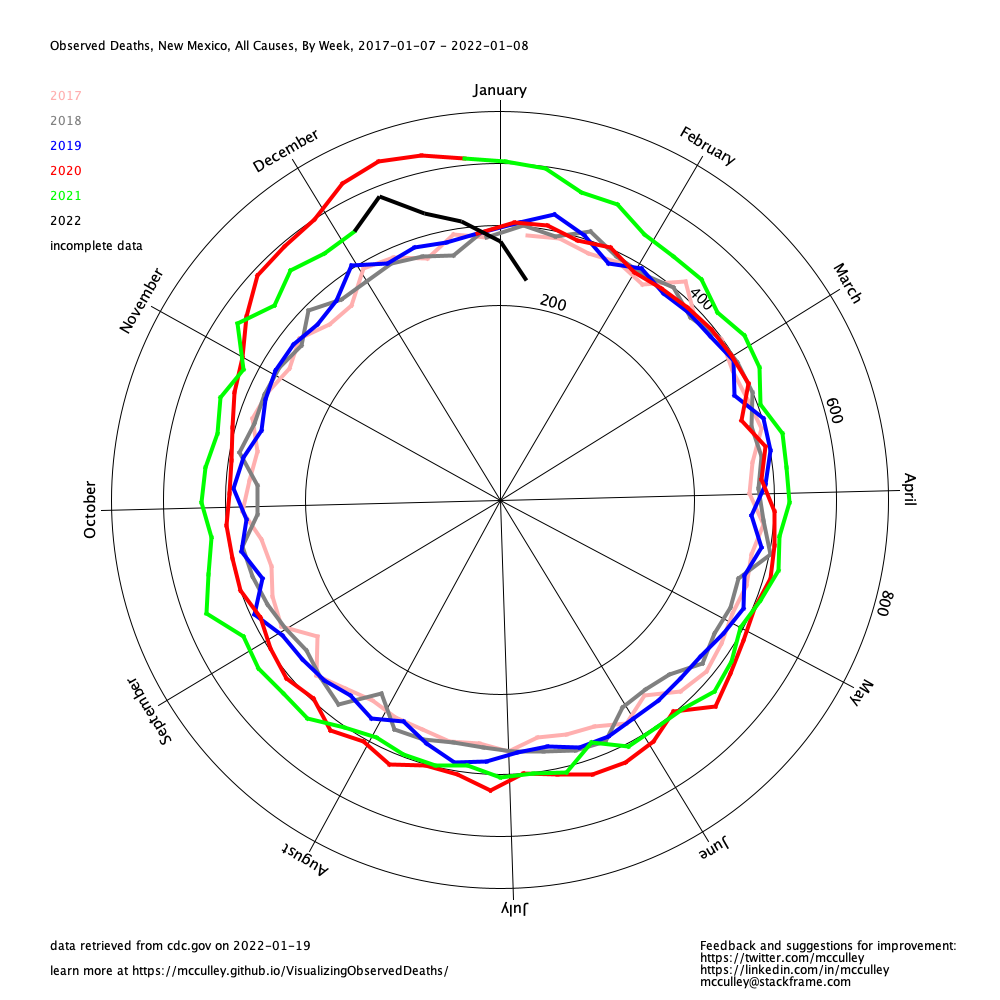 Observed Deaths, New Mexico, All Causes, By Week, 2017-01-07 - 2022-01-08
January
2017
2018
2019
2020
2021
2022
incomplete data
December
February
November
March
200
400
600
October
April
800
September
May
August
June
July
data retrieved from cdc.gov on 2022-01-19
learn more at https://mcculley.github.io/VisualizingObservedDeaths/
Feedback and suggestions for improvement:
https://twitter.com/mcculley
https://linkedin.com/in/mcculley
mcculley@stackframe.com